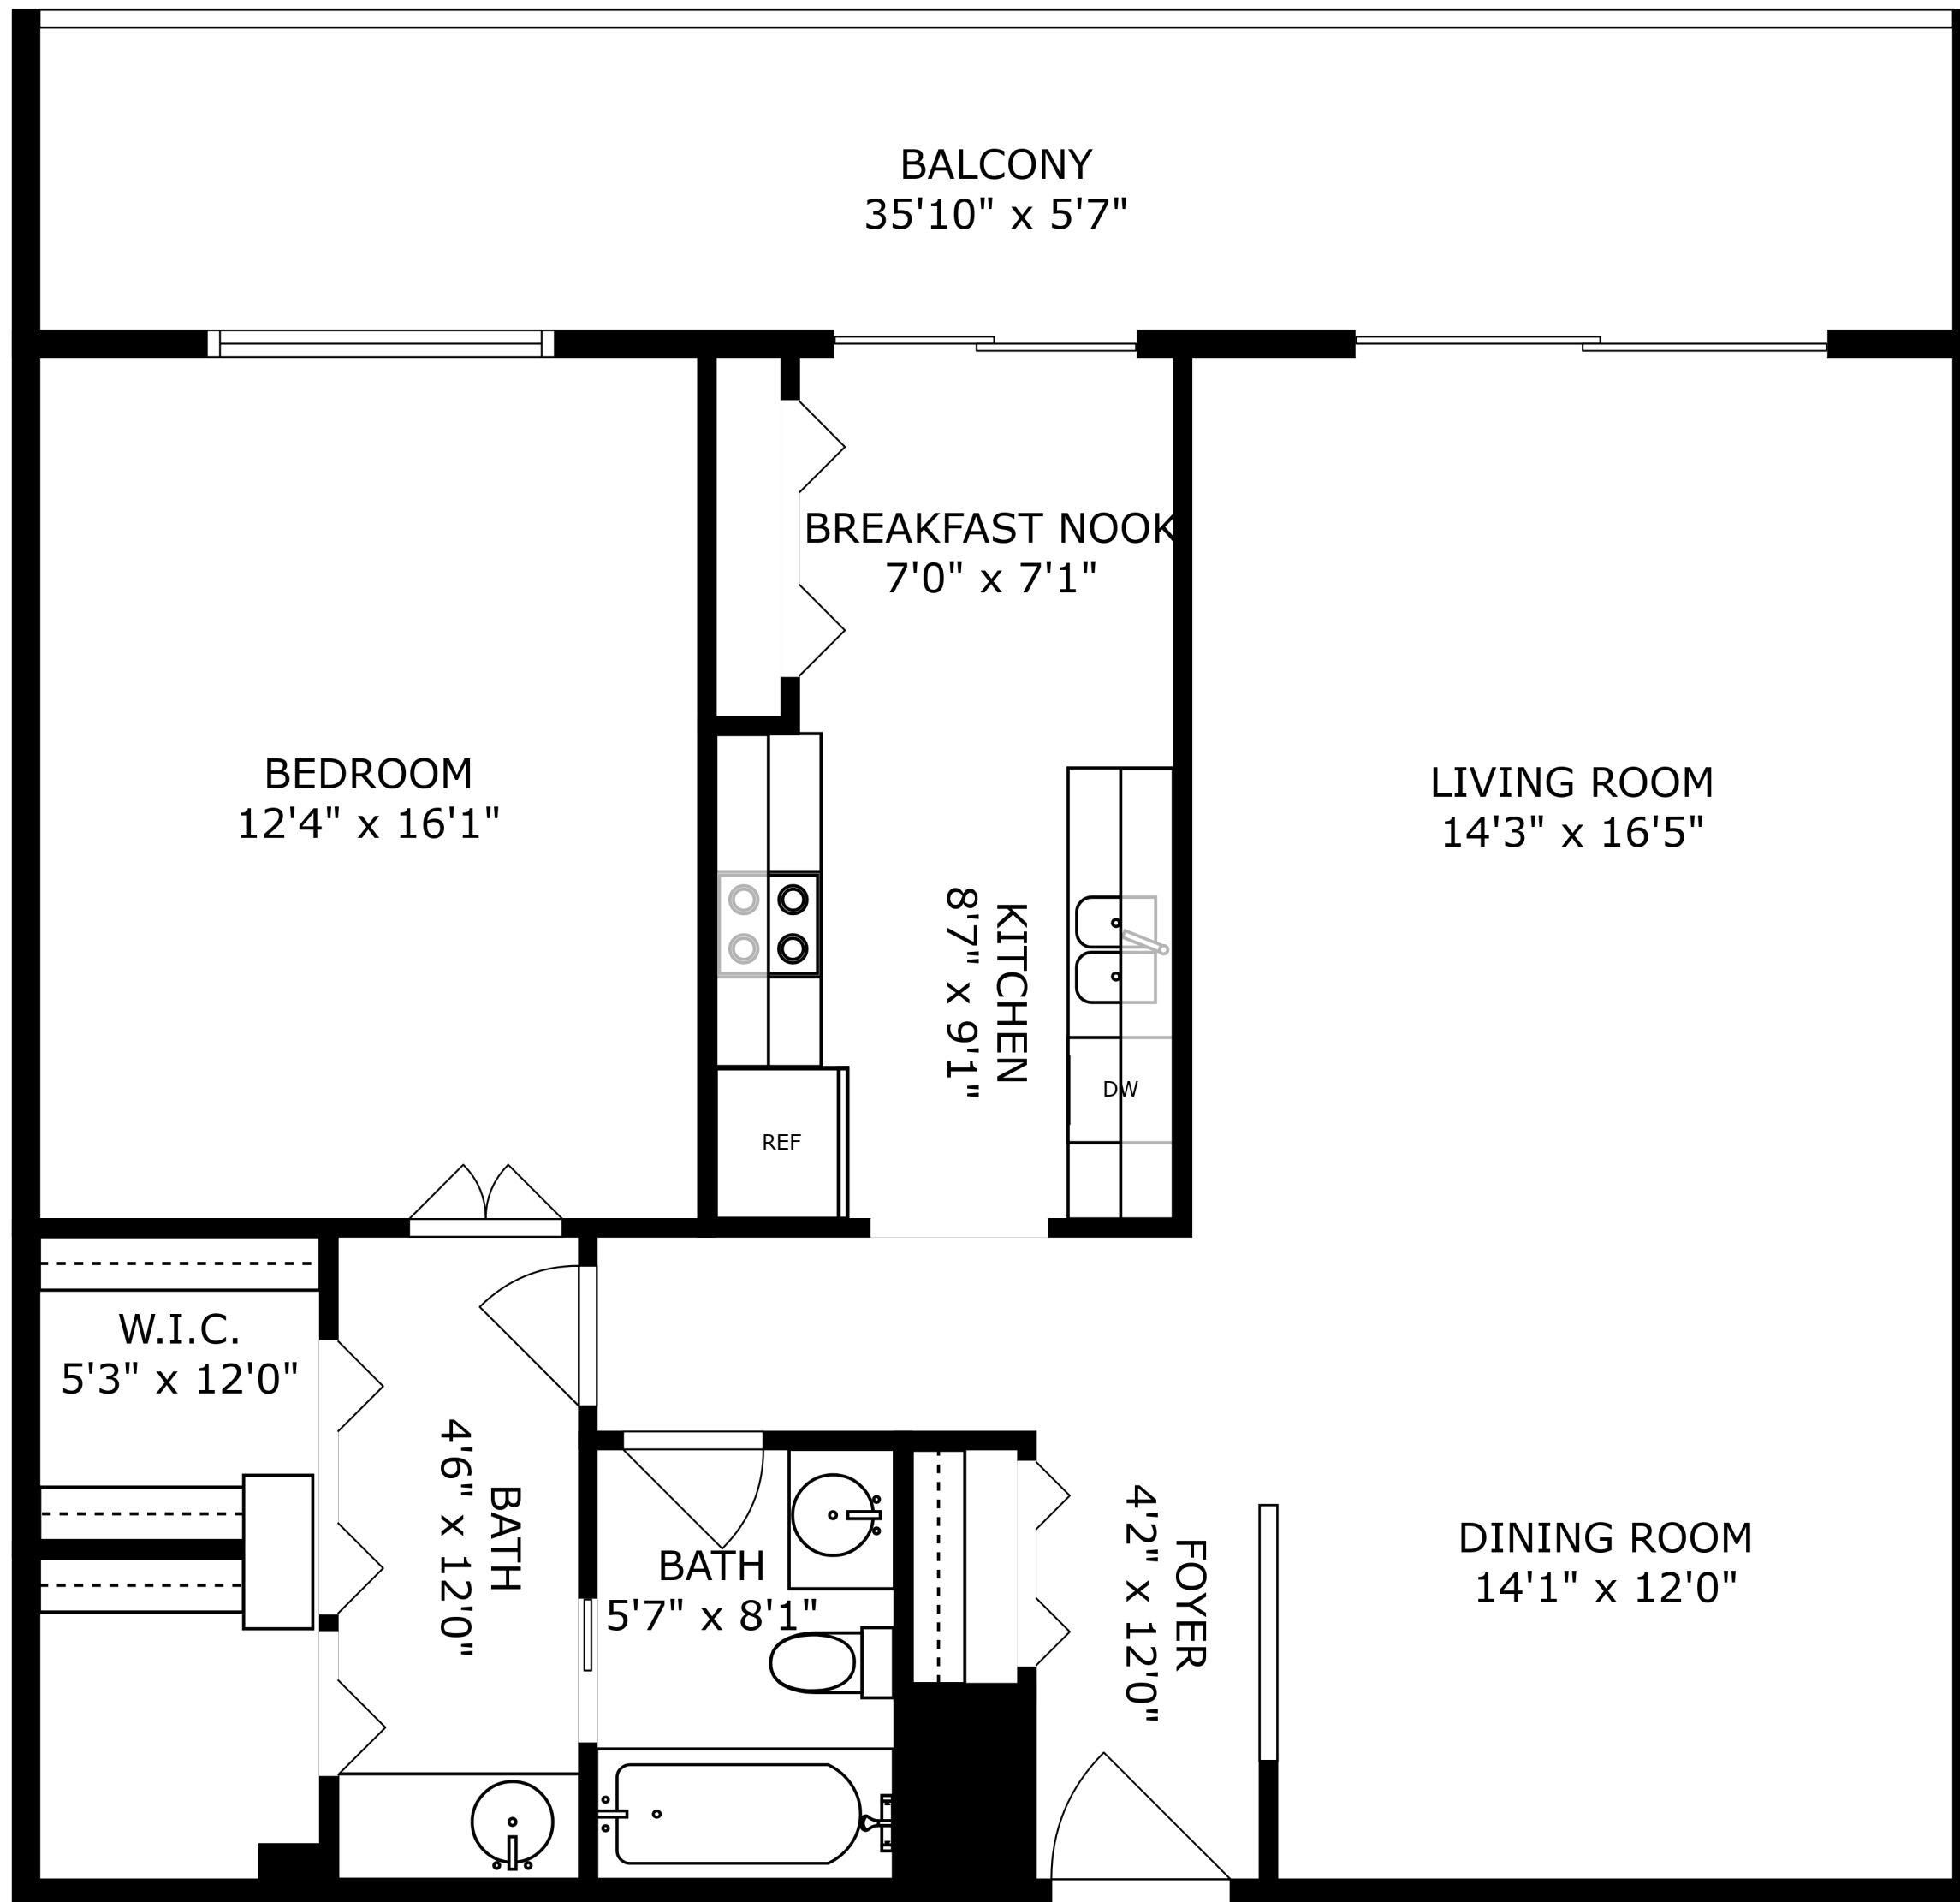 BALCONY
35'10" x 5'7"
BREAKFAST NOOK
7'0" x 7'1"
BEDROOM
12'4" x 16'1"
LIVING ROOM
14'3" x 16'5"
KITCHEN
8'7" x 9'1"
DW
REF
W.I.C.
5'3" x 12'0"
BATH
4'6" x 12'0"
BATH
5'7" x 8'1"
FOYER
4'2" x 12'0"
DINING ROOM
14'1" x 12'0"